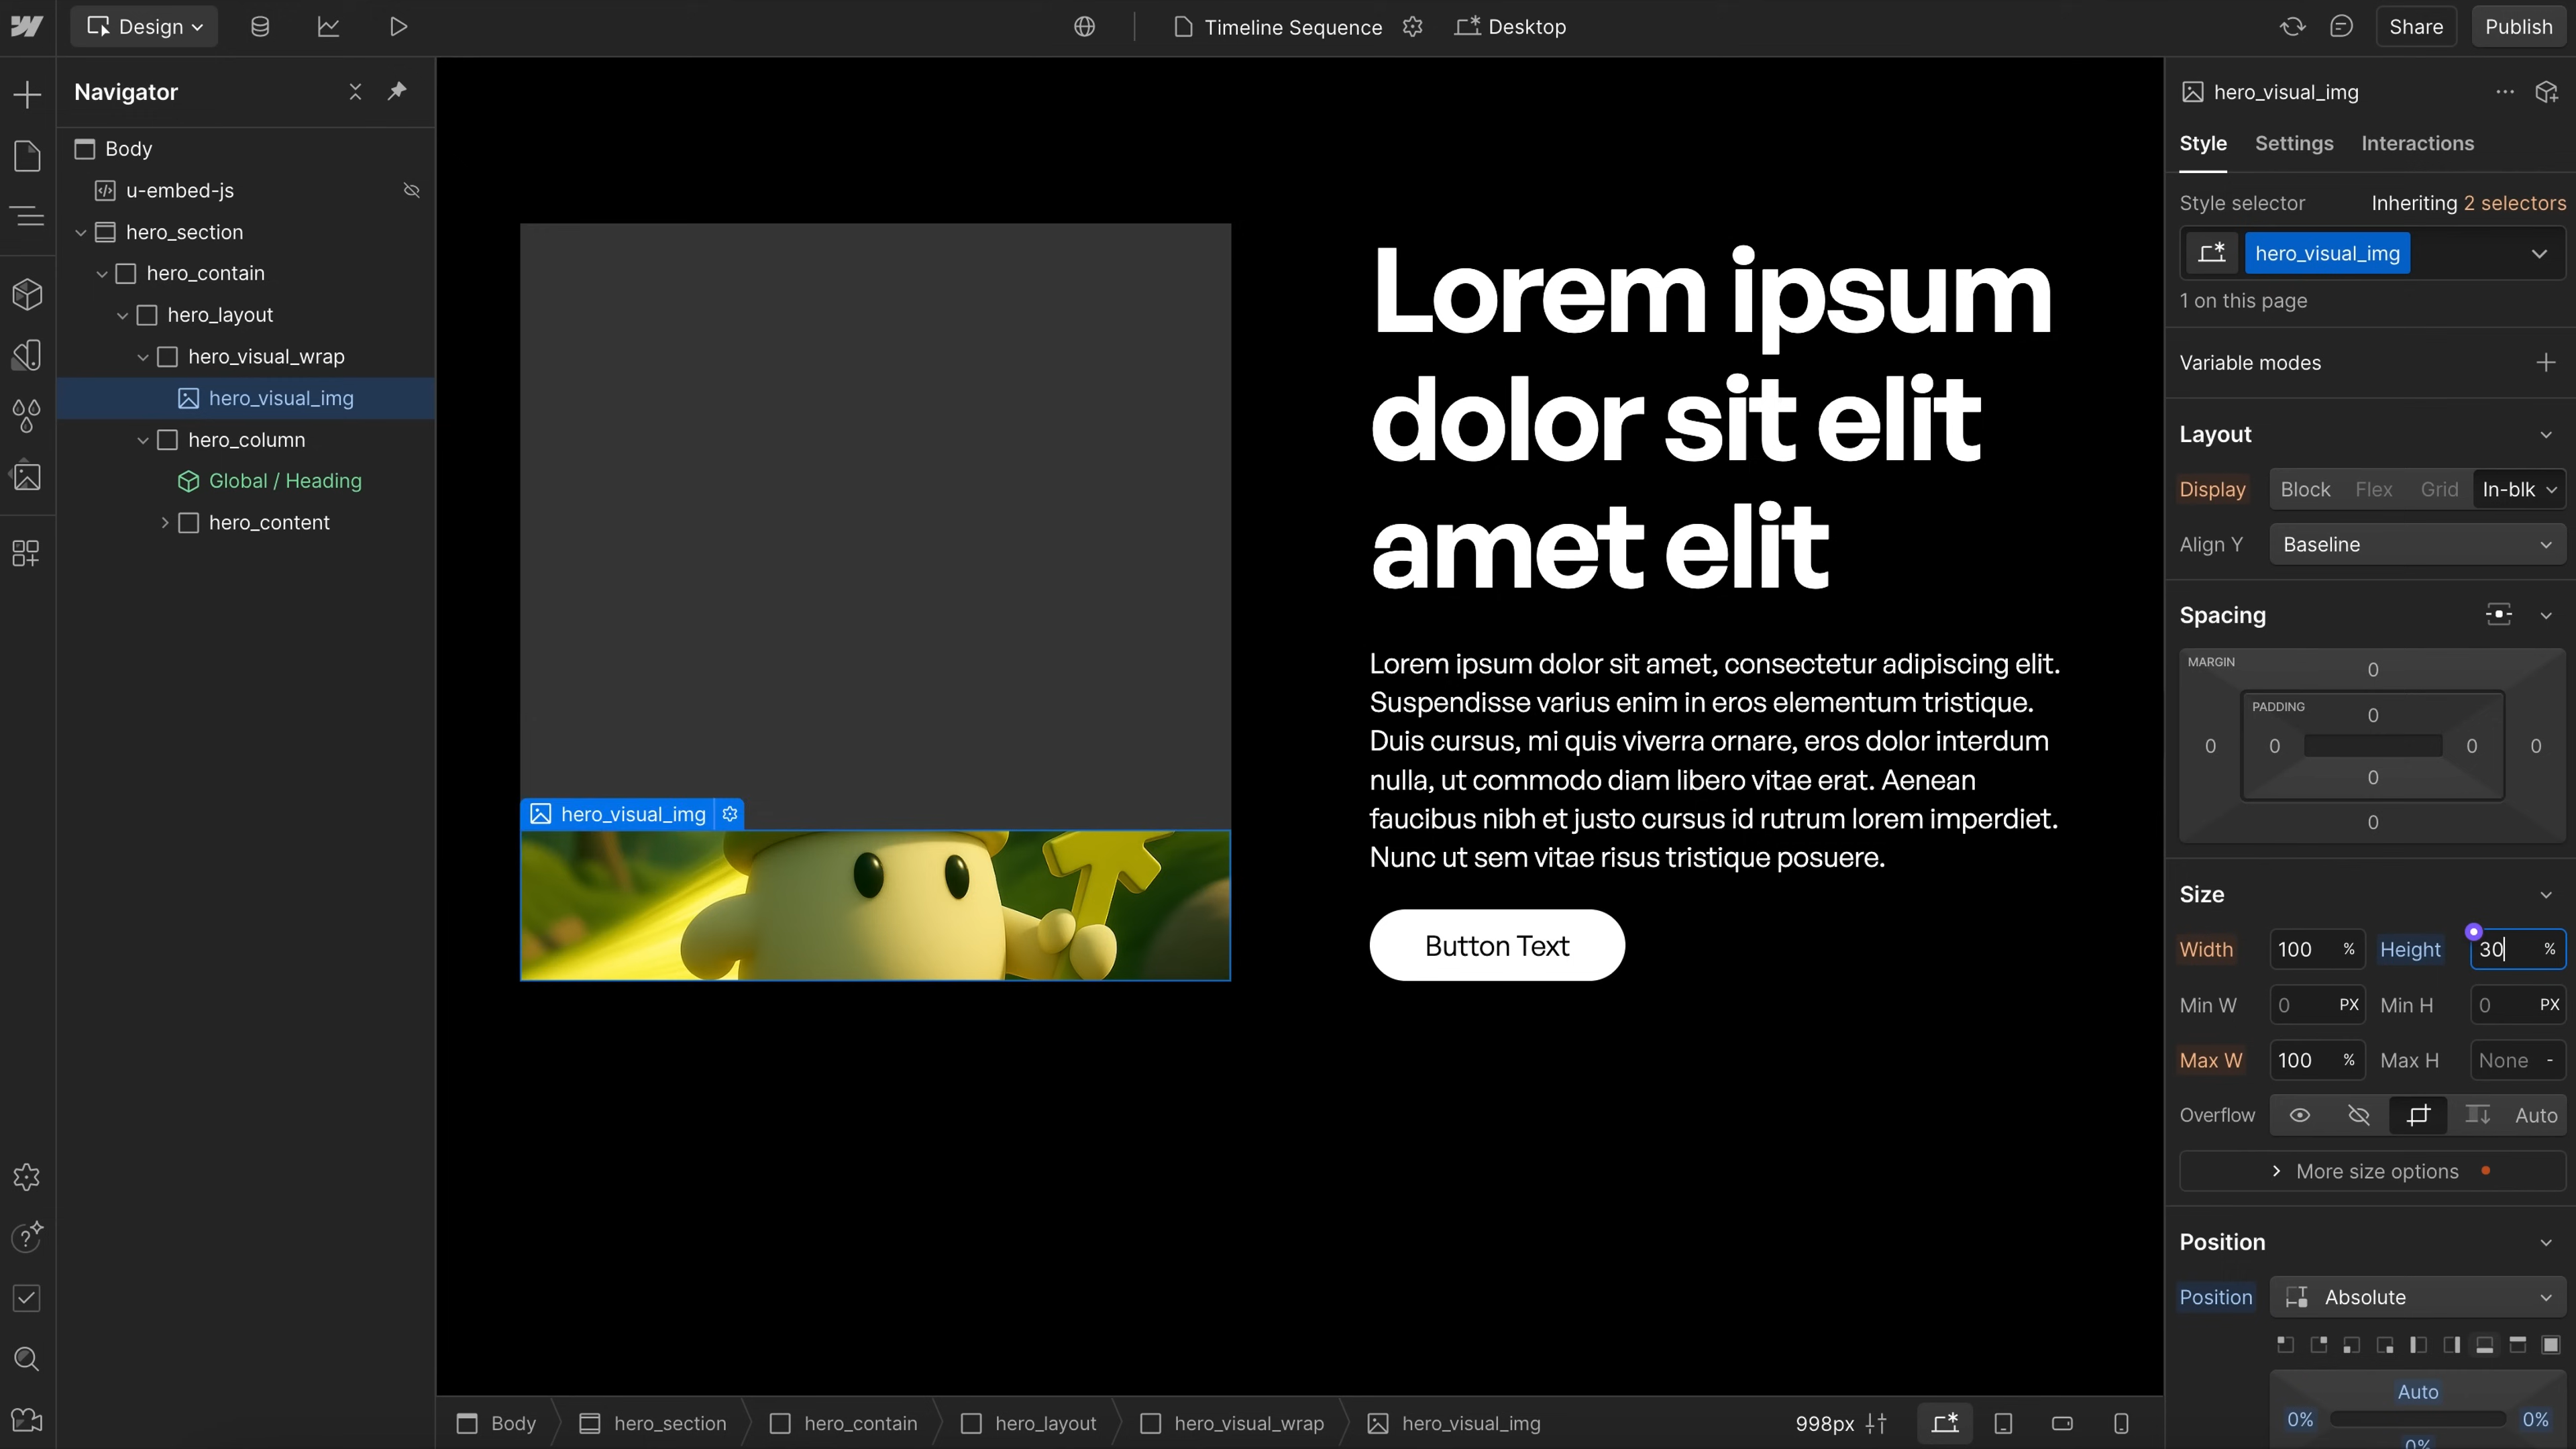 Design
Timeline Sequence
Desktop
Share
Publish
Navigator
Body
u-embed-js
hero_section
hero_contain
hero_layout
hero_visual_wrap
hero_visual_img
hero_column
Global / Heading
hero_content
Lorem ipsum
dolor sit elit
amet elit
Lorem ipsum dolor sit amet, consectetur adipiscing elit.
Suspendisse varius enim in eros elementum tristique.
Duis cursus, mi quis viverra ornare, eros dolor interdum
nulla, ut commodo diam libero vitae erat. Aenean
faucibus nibh et justo cursus id rutrum lorem imperdiet.
Nunc ut sem vitae risus tristique posuere.
Button Text
hero_visual_img
Body hero_section hero_contain hero_layout hero_visual_wrap hero_visual_img
998px
hero_visual_img
Style Settings Interactions
Style selector Inheriting 2 selectors
hero_visual_img
1 on this page
Variable modes
Layout
Display Block Flex Grid In-blk
Align Y Baseline
Spacing
MARGIN
0
PADDING
0
0 0 0 0
0
0
Size
Width 100 % Height 30 %
Min W 0 PX Min H 0 PX
Max W 100 % Max H None -
Overflow Auto
More size options
Position
Position Absolute
Auto
0% 0%
0%